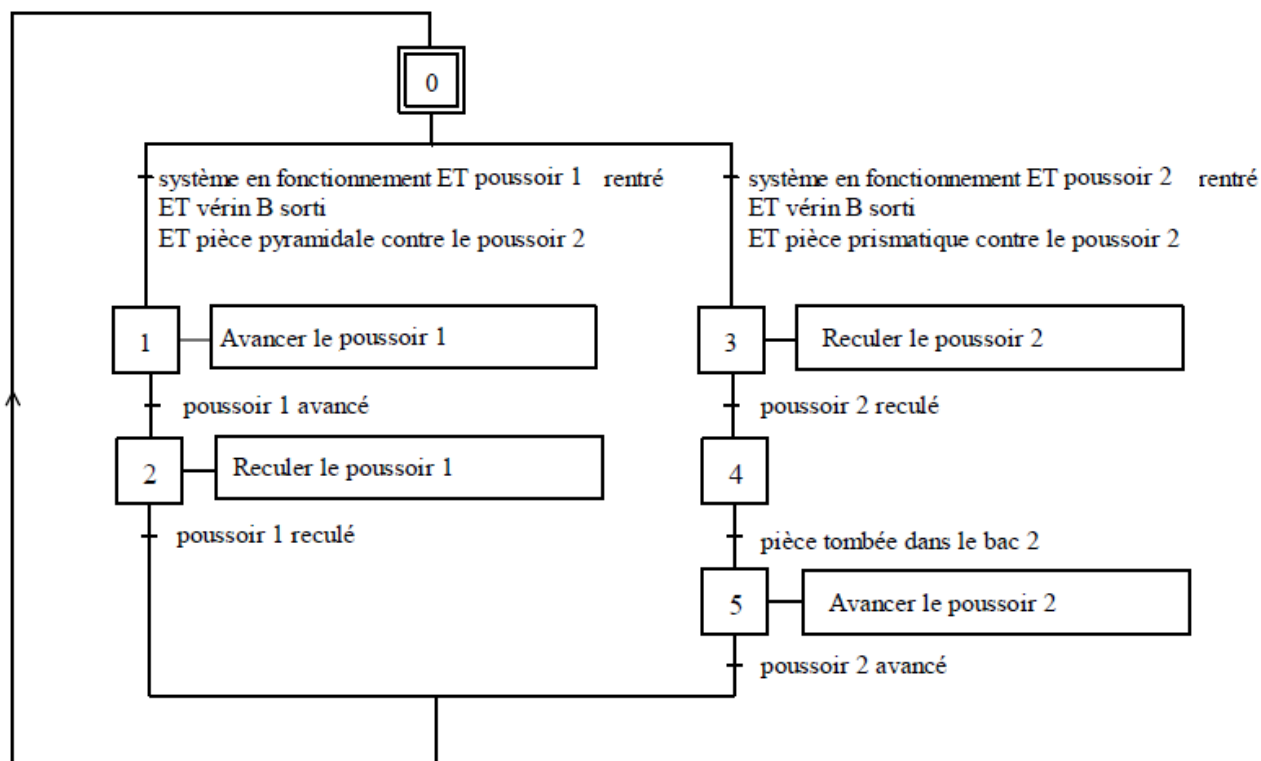 0
système en fonctionnement ET poussoir 1 rentré
ET vérin B sorti
ET pièce pyramidale contre le poussoir 2
système en fonctionnement ET poussoir 2 rentré
ET vérin B sorti
ET pièce prismatique contre le poussoir 2
1
Avancer le poussoir 1
3
Reculer le poussoir 2
poussoir 1 avancé
poussoir 2 reculé
2
Reculer le poussoir 1
4
poussoir 1 reculé
pièce tombée dans le bac 2
5
Avancer le poussoir 2
poussoir 2 avancé